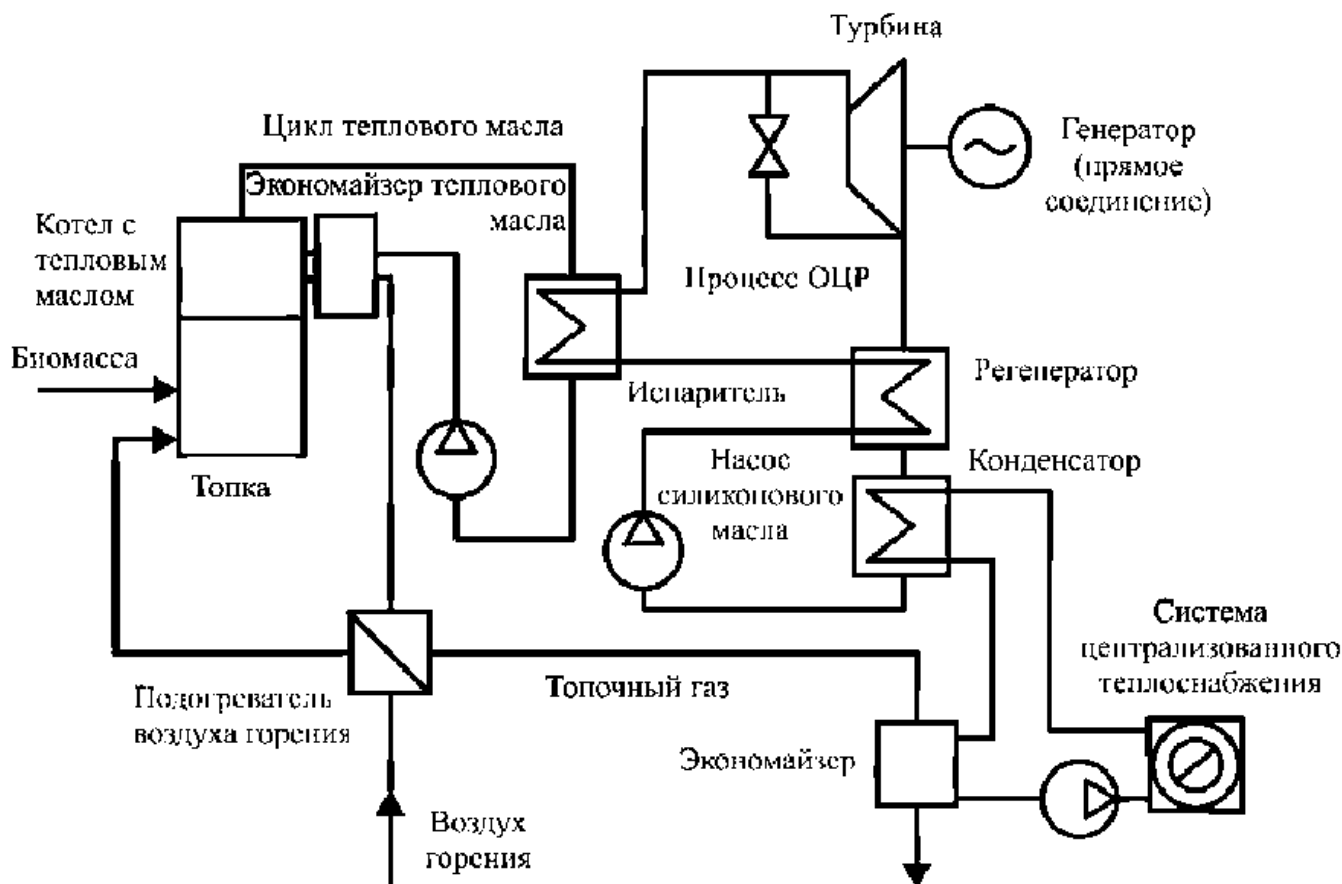 Турбина
Цикл теплового масла
Генератор
(прямое
соединение)
Экономайзер теплового
масла
Котел с
тепловым
маслом
Процесс ОЦР
Биомасса
Испаритель
Регенератор
Топка
Насос
силиконового
масла
Конденсатор
Система
централизованного
теплоснабжения
Топочный газ
Подогреватель
воздуха горения
Экономайзер
Воздух
горения